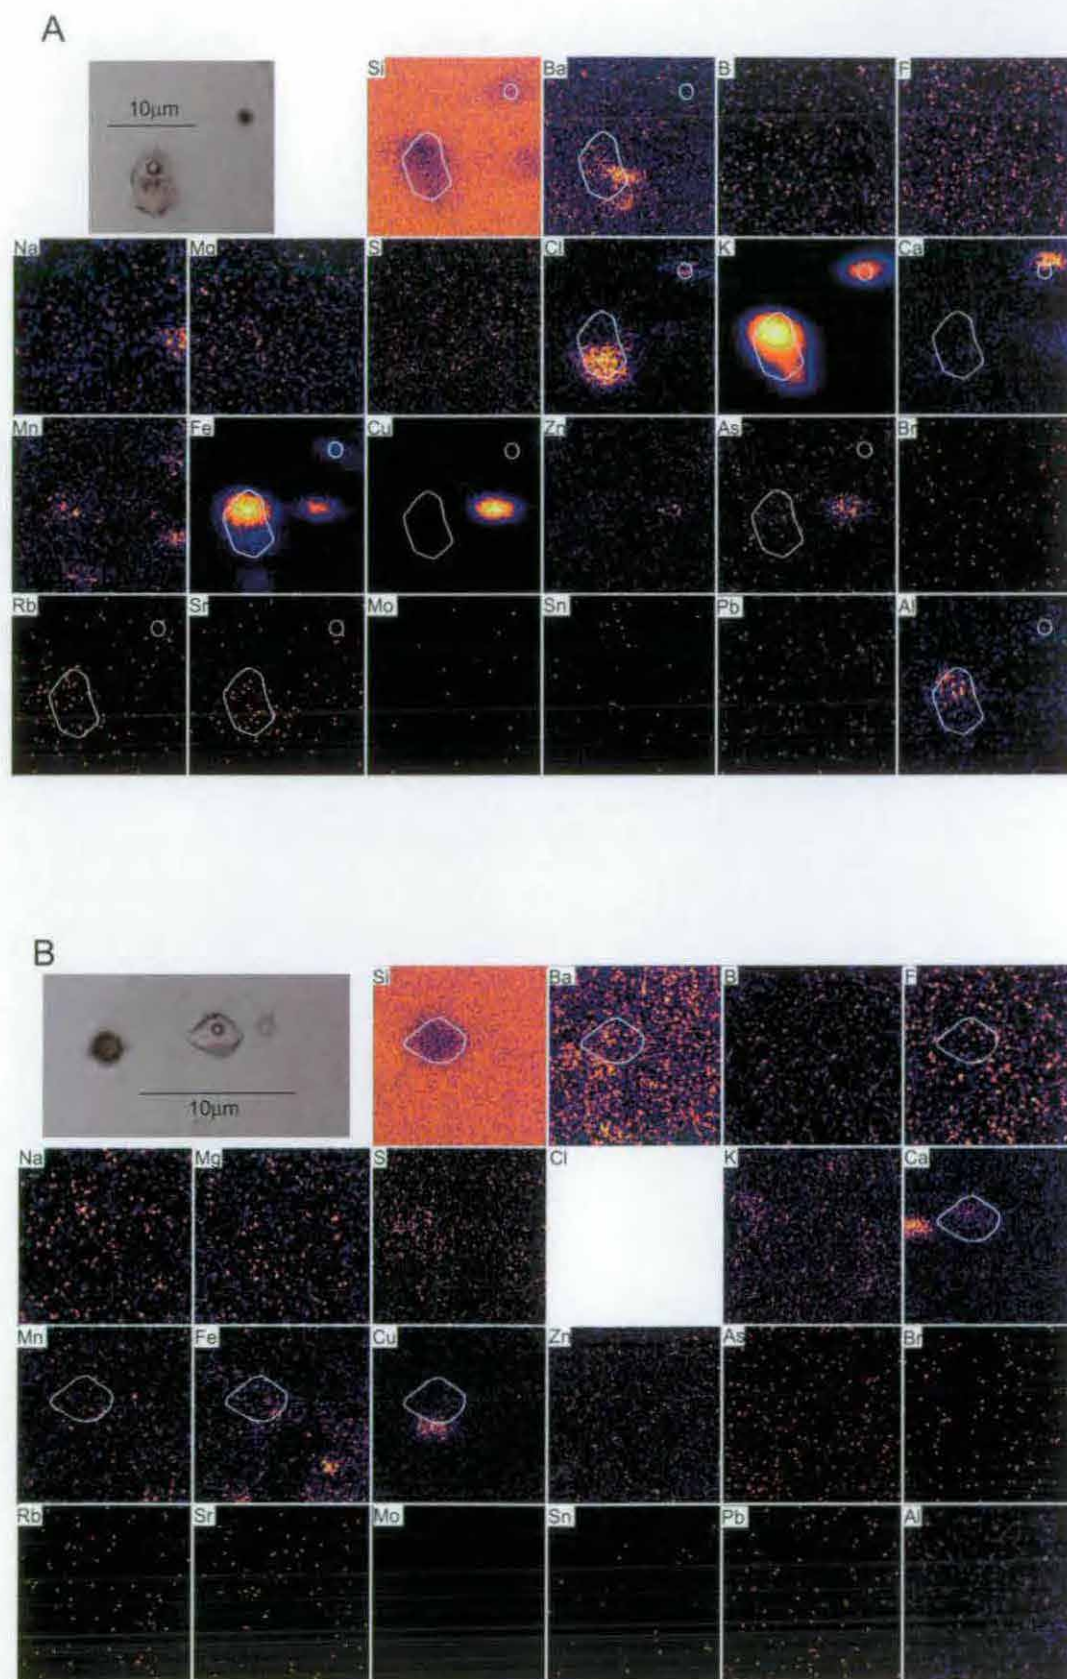 A
10µm
Si Ba B F
Na Mg S Cl K Ca
Mn Fe Cu Zn As Br
Rb Sr Mo Sn Pb Al
B
10µm
Si Ba B F
Na Mg S Cl K Ca
Mn Fe Cu Zn As Br
Rb Sr Mo Sn Pb Al